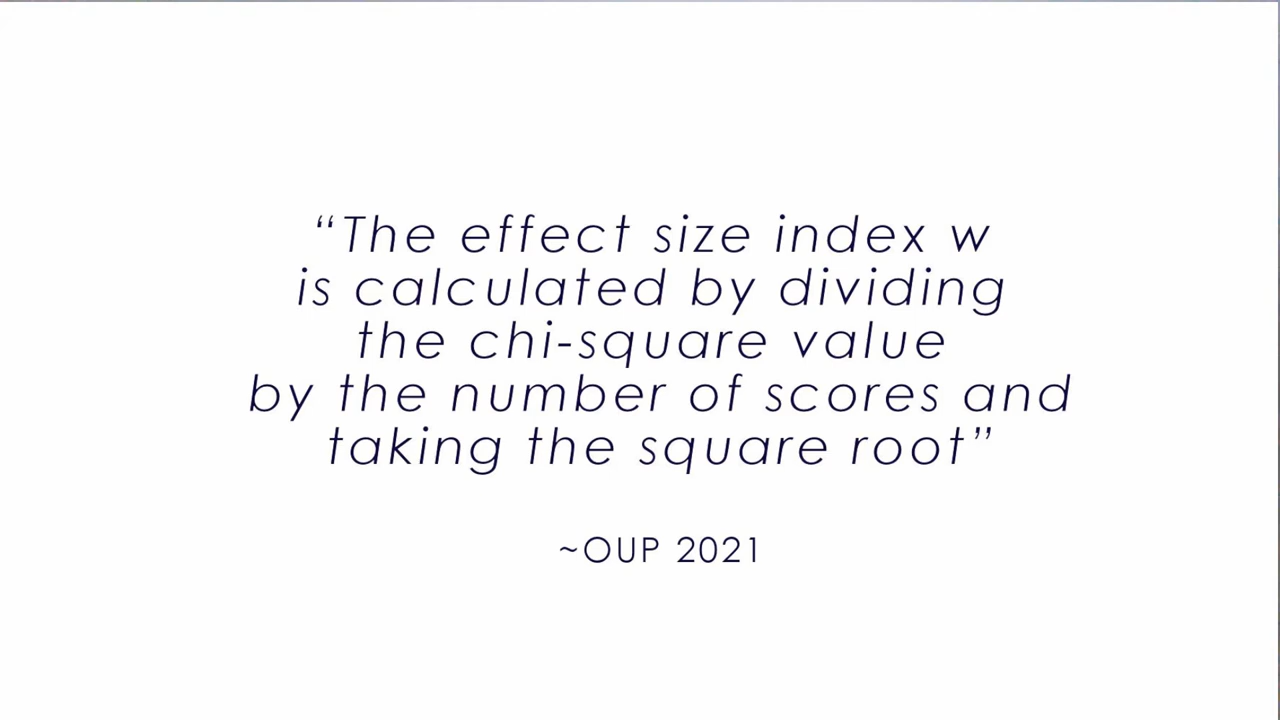 “The effect size index w
is calculated by dividing
the chi-square value
by the number of scores and
taking the square root”
~OUP 2021